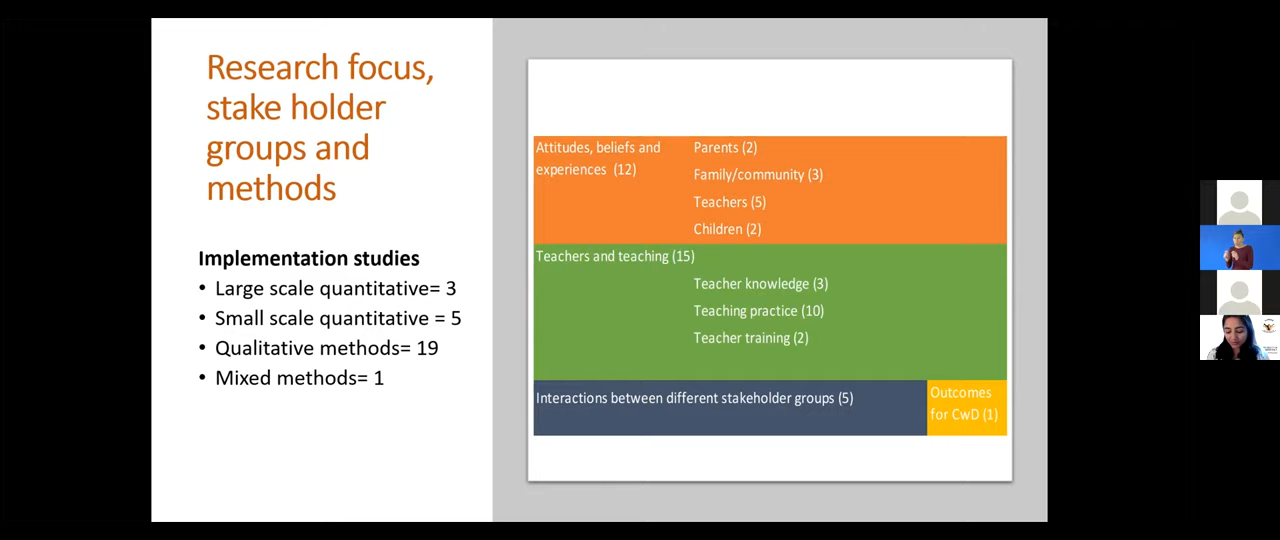 Research focus,
stake holder
groups and
methods
Implementation studies
• Large scale quantitative= 3
• Small scale quantitative = 5
• Qualitative methods= 19
• Mixed methods= 1
Attitudes, beliefs and
experiences (12)
Parents (2)
Family/community (3)
Teachers (5)
Children (2)
Teachers and teaching (15)
Teacher knowledge (3)
Teaching practice (10)
Teacher training (2)
Interactions between different stakeholder groups (5)
Outcomes
for CwD (1)